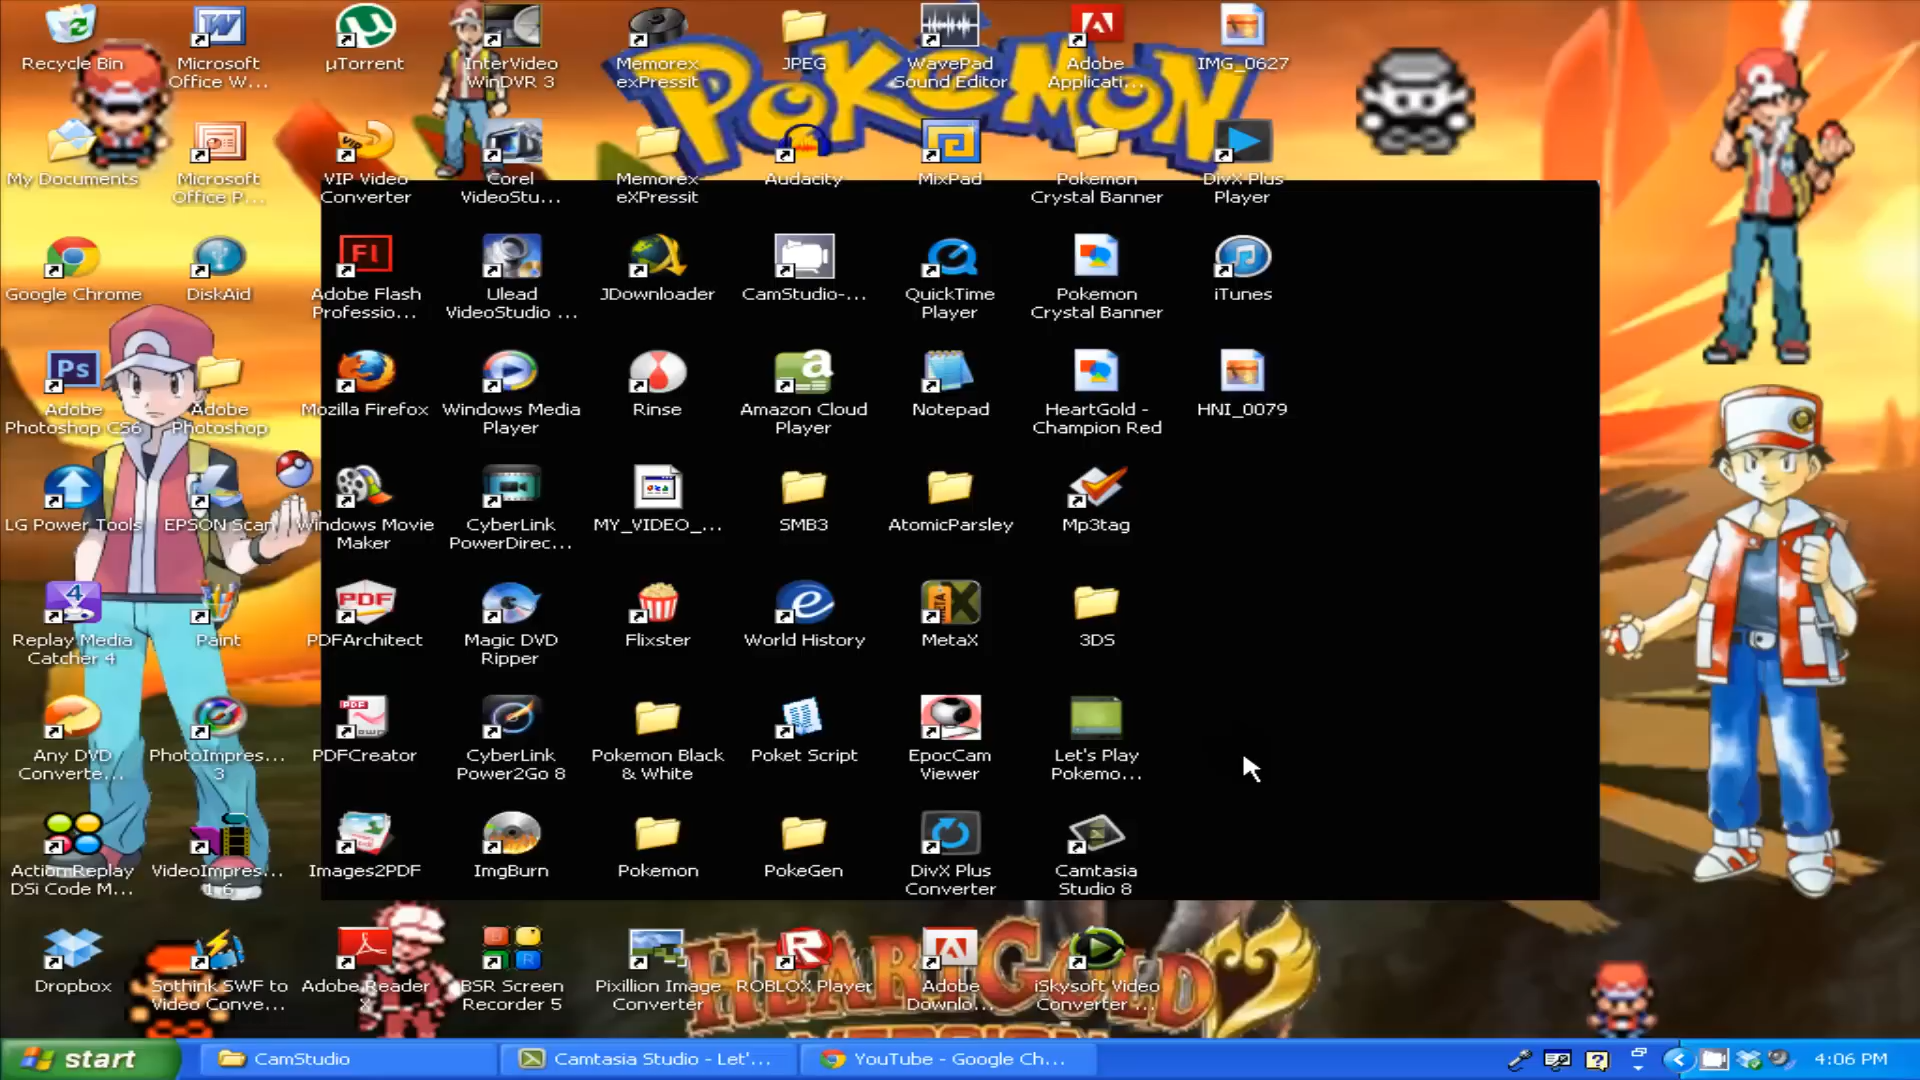 POKéMON
Recycle Bin
Microsoft
Office W...
µTorrent
InterVideo
WinDVR 3
Memorex
exPressit
JPEG
WavePad
Sound Editor
Adobe
Applicati...
IMG_0627
My Documents
Microsoft
Office P...
VIP Video
Converter
Corel
VideoStu...
Memorex
eXPressit
Audacity
MixPad
Pokemon
Crystal Banner
DivX Plus
Player
Google Chrome
DiskAid
Adobe Flash
Professio...
Ulead
VideoStudio ...
JDownloader
CamStudio-...
QuickTime
Player
Pokemon
Crystal Banner
iTunes
Adobe
Photoshop CS6
Adobe
Photoshop
Mozilla Firefox
Windows Media
Player
Rinse
Amazon Cloud
Player
Notepad
HeartGold -
Champion Red
HNI_0079
LG Power Tools
EPSON Scan
Windows Movie
Maker
CyberLink
PowerDirec...
MY_VIDEO_...
SMB3
AtomicParsley
Mp3tag
Replay Media
Catcher 4
Paint
PDFArchitect
Magic DVD
Ripper
Flixster
World History
MetaX
3DS
Any DVD
Converte...
PhotoImpres...
3
PDFCreator
CyberLink
Power2Go 8
Pokemon Black
& White
Poket Script
EpocCam
Viewer
Let's Play
Pokemo...
Action Replay
DSi Code M...
VideoImpres...
1.6
Images2PDF
ImgBurn
Pokemon
PokeGen
DivX Plus
Converter
Camtasia
Studio 8
HEARTGOLD
VERSION
Dropbox
Sothink SWF to
Video Conve...
Adobe Reader
X
BSR Screen
Recorder 5
Pixillion Image
Converter
ROBLOX Player
Adobe
Downlo...
iSkysoft Video
Converter ...
start
CamStudio
Camtasia Studio - Let'...
YouTube - Google Ch...
4:06 PM